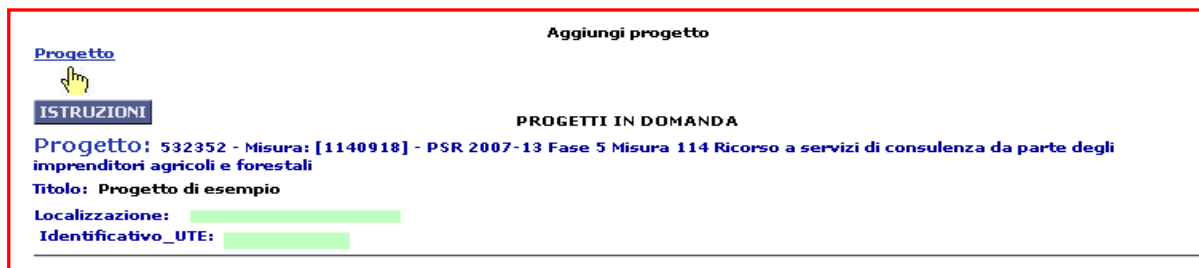 Aggiungi progetto
Progetto
ISTRUZIONI
PROGETTI IN DOMANDA
Progetto: 532352 - Misura: [1140918] - PSR 2007-13 Fase 5 Misura 114 Ricorso a servizi di consulenza da parte degli
imprenditori agricoli e forestali
Titolo: Progetto di esempio
Localizzazione:
Identificativo_UTE: